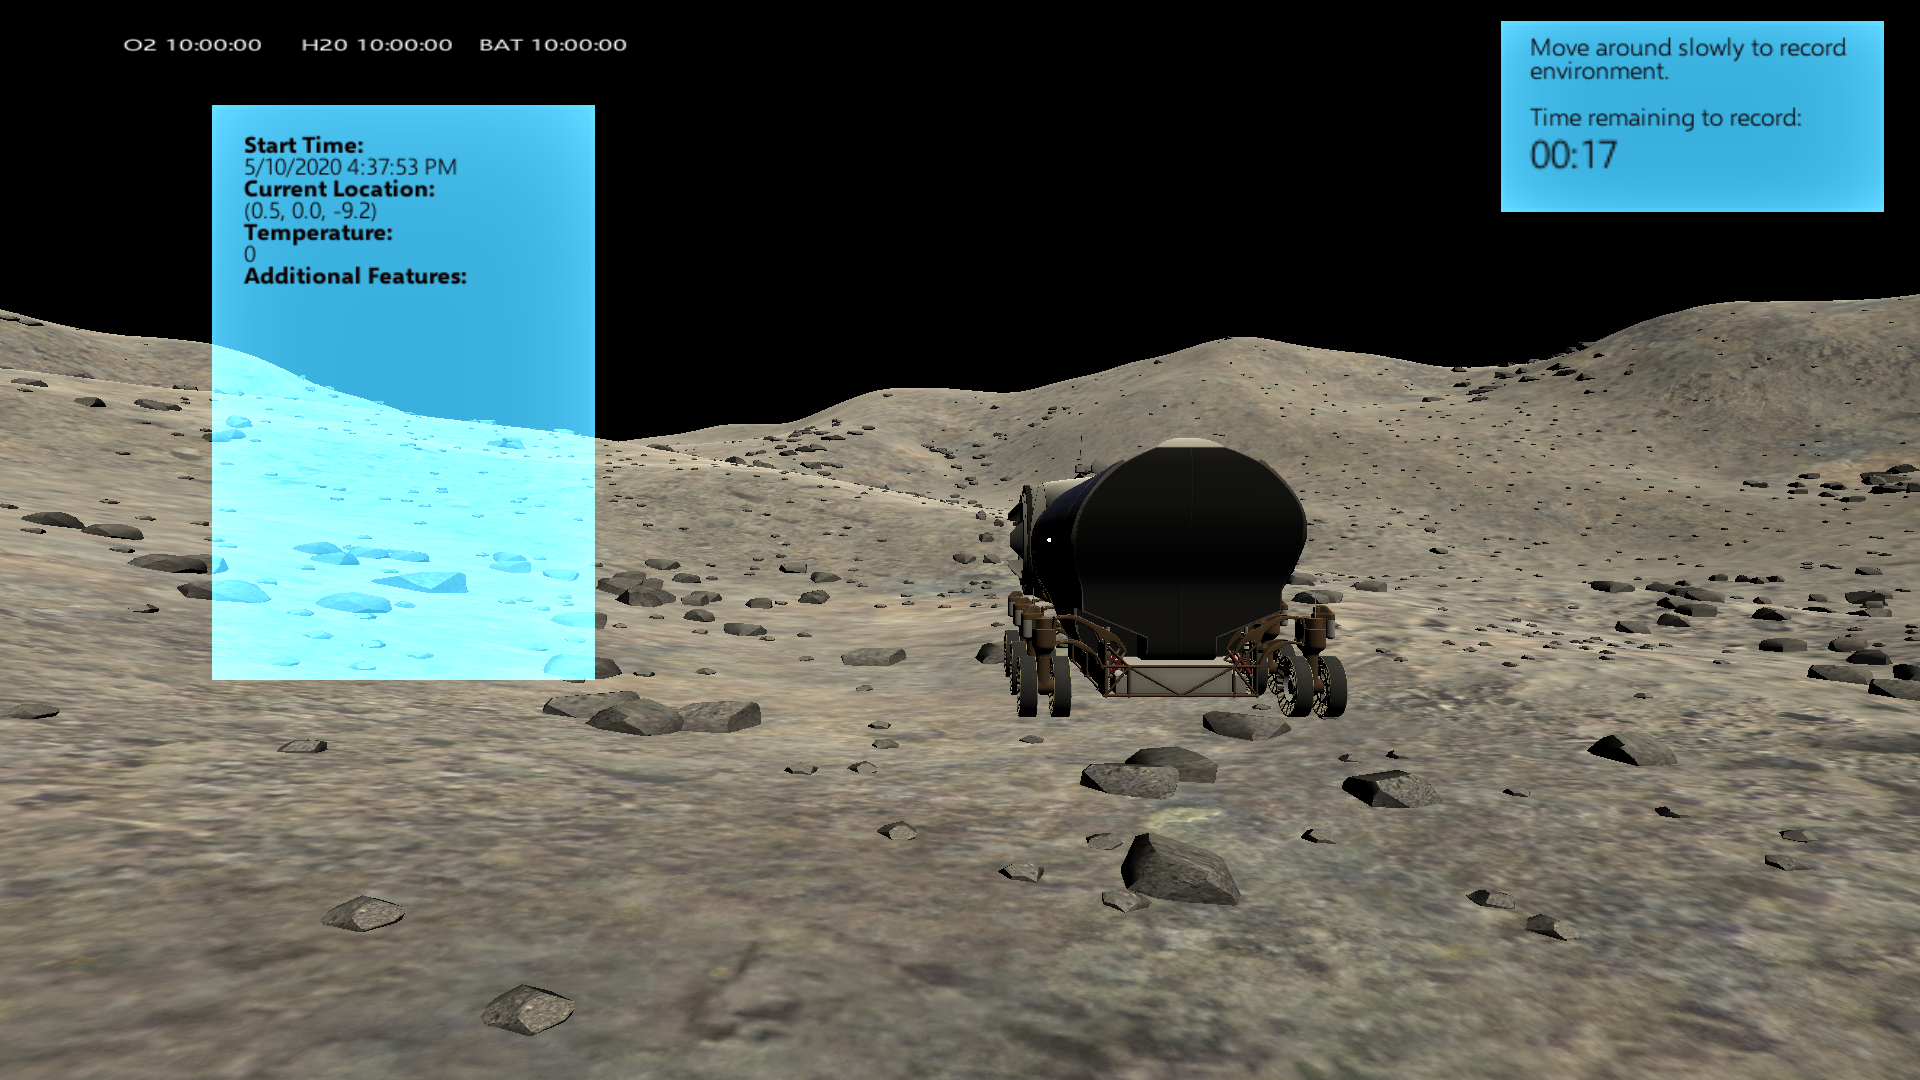 O2 10:00:00 H20 10:00:00 BAT 10:00:00
Move around slowly to record
environment.
Time remaining to record:
00:17
Start Time:
5/10/2020 4:37:53 PM
Current Location:
(0.5, 0.0, -9.2)
Temperature:
0
Additional Features: